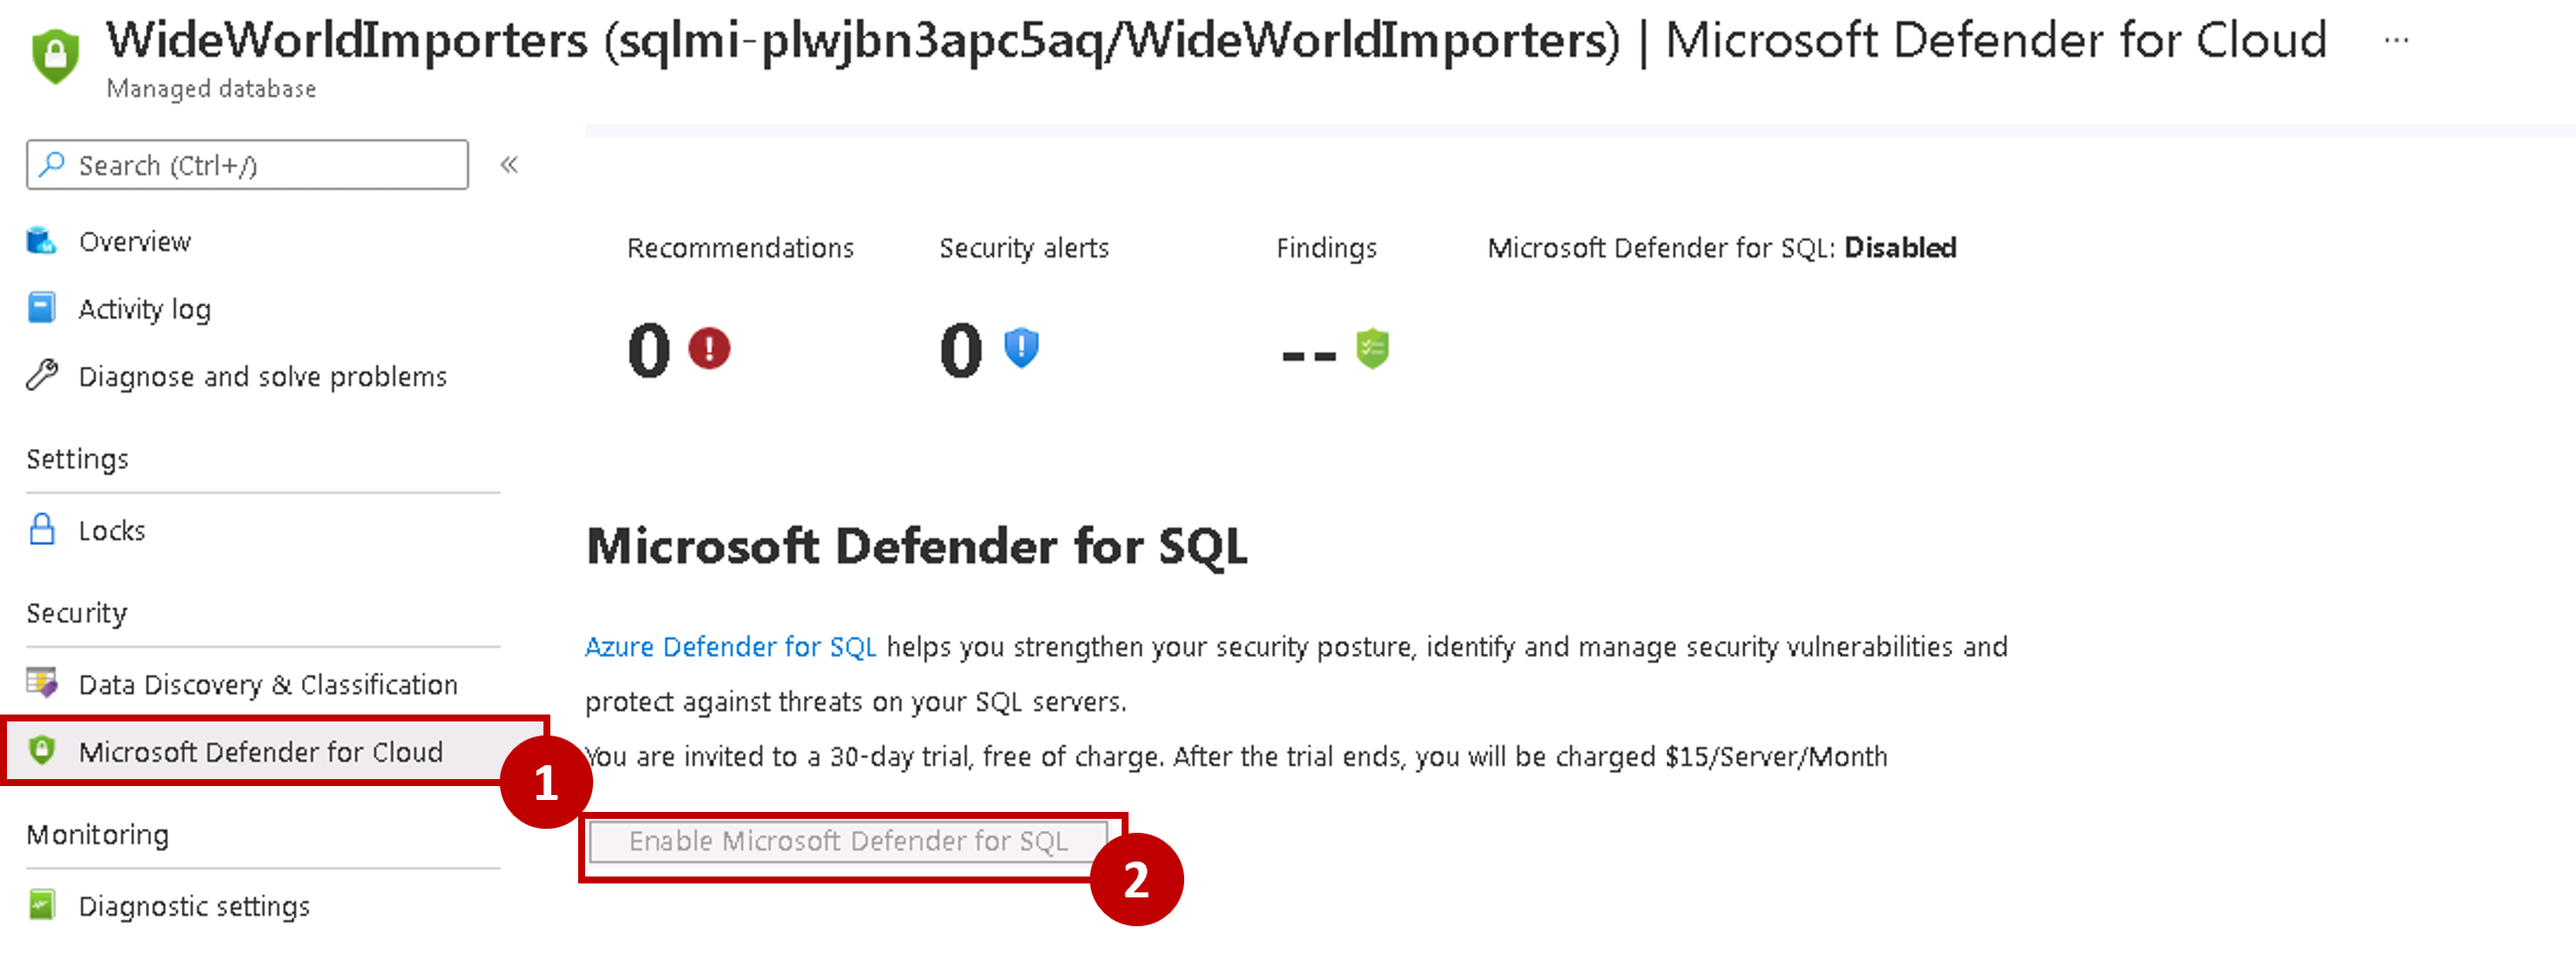 WideWorldImporters (sqlmi-plwjbn3apc5aq/WideWorldImporters) | Microsoft Defender for Cloud ...
Managed database
Search (Ctrl+/)
«
Overview
Activity log
Diagnose and solve problems
Settings
Locks
Security
Data Discovery & Classification
Microsoft Defender for Cloud
1
Monitoring
Diagnostic settings
Recommendations
0
Security alerts
0
Findings
--
Microsoft Defender for SQL: Disabled
Microsoft Defender for SQL
Azure Defender for SQL helps you strengthen your security posture, identify and manage security vulnerabilities and
protect against threats on your SQL servers.
You are invited to a 30-day trial, free of charge. After the trial ends, you will be charged $15/Server/Month
Enable Microsoft Defender for SQL
2